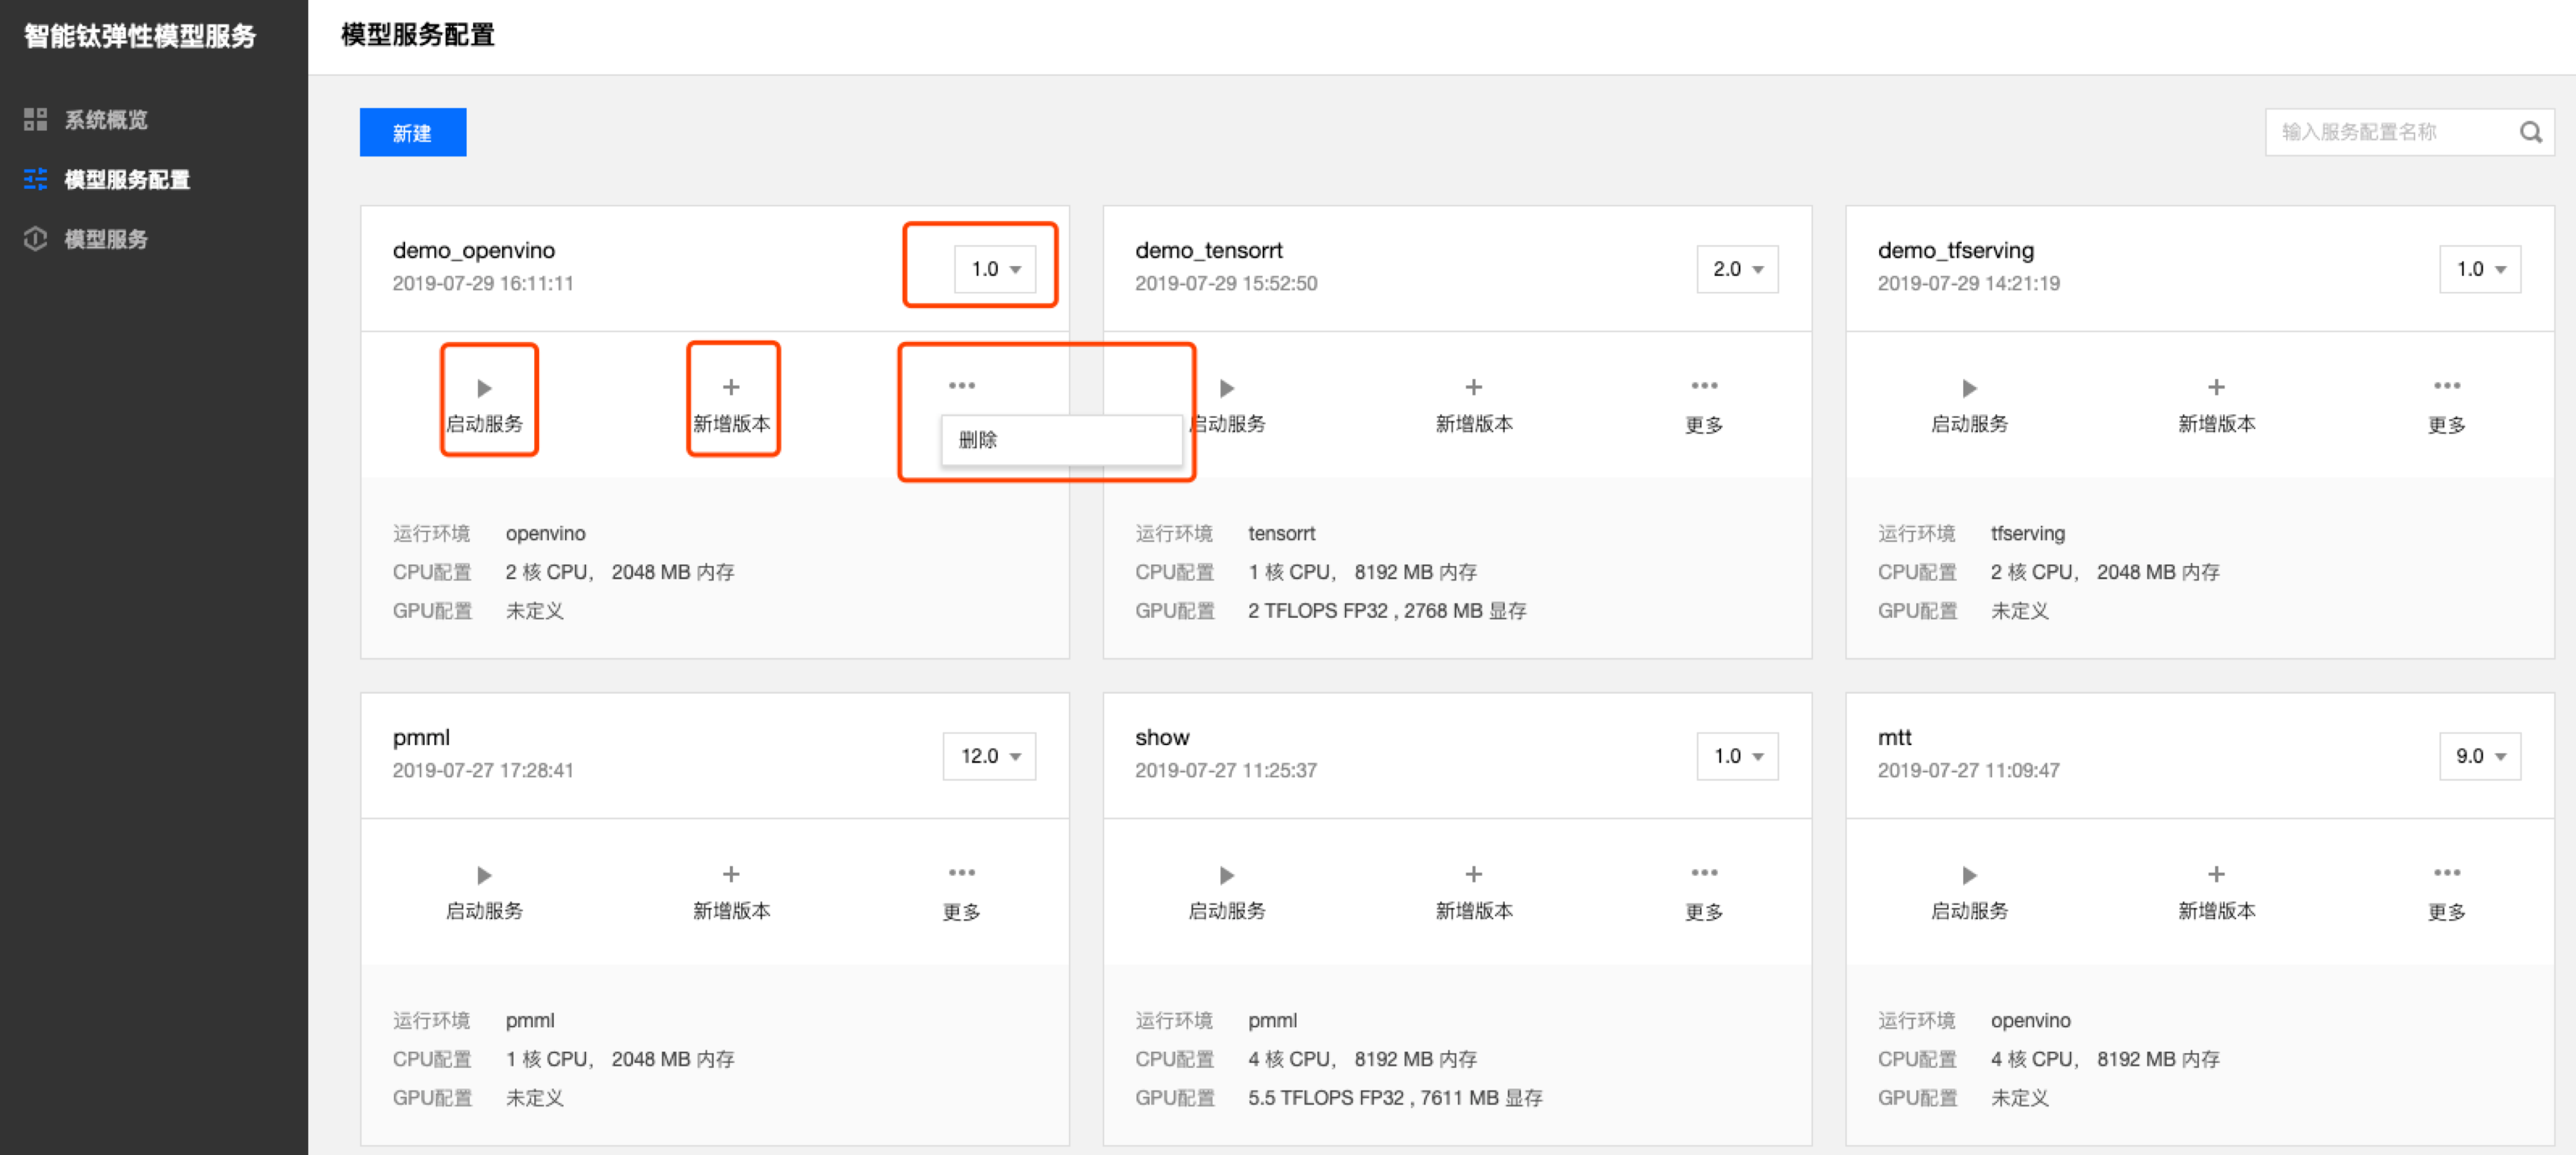 智能钛弹性模型服务
系统概览
模型服务配置
模型服务
模型服务配置
新建
输入服务配置名称
demo_openvino
2019-07-29 16:11:11
1.0
启动服务
新增版本
删除
运行环境 openvino
CPU配置 2 核 CPU， 2048 MB 内存
GPU配置 未定义
demo_tensorrt
2019-07-29 15:52:50
2.0
启动服务
新增版本
更多
运行环境 tensorrt
CPU配置 1 核 CPU， 8192 MB 内存
GPU配置 2 TFLOPS FP32 , 2768 MB 显存
demo_tfserving
2019-07-29 14:21:19
1.0
启动服务
新增版本
更多
运行环境 tfserving
CPU配置 2 核 CPU， 2048 MB 内存
GPU配置 未定义
pmml
2019-07-27 17:28:41
12.0
启动服务
新增版本
更多
运行环境 pmml
CPU配置 1 核 CPU， 2048 MB 内存
GPU配置 未定义
show
2019-07-27 11:25:37
1.0
启动服务
新增版本
更多
运行环境 pmml
CPU配置 4 核 CPU， 8192 MB 内存
GPU配置 5.5 TFLOPS FP32 , 7611 MB 显存
mtt
2019-07-27 11:09:47
9.0
启动服务
新增版本
更多
运行环境 openvino
CPU配置 4 核 CPU， 8192 MB 内存
GPU配置 未定义